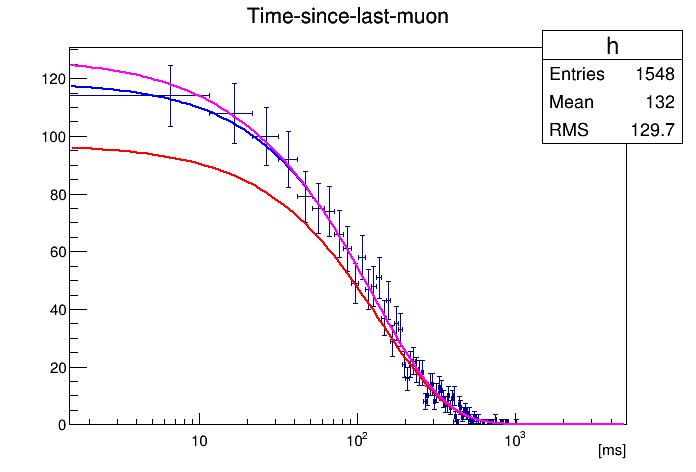 Time-since-last-muon
h
Entries 1548
Mean 132
RMS 129.7
120
100
80
60
40
20
0
10 10² 10³
[ms]